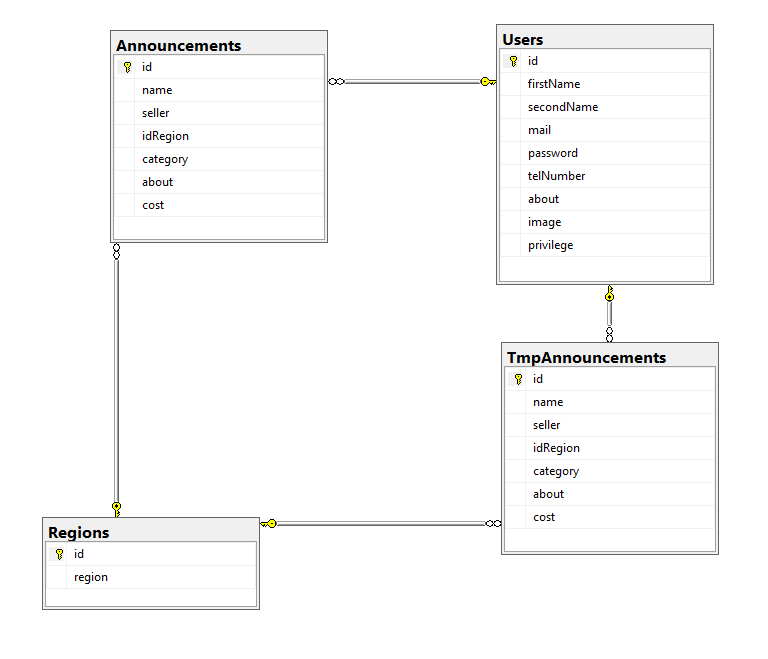 Announcements
id
name
seller
idRegion
category
about
cost
Users
id
firstName
secondName
mail
password
telNumber
about
image
privilege
TmpAnnouncements
id
name
seller
idRegion
category
about
cost
Regions
id
region